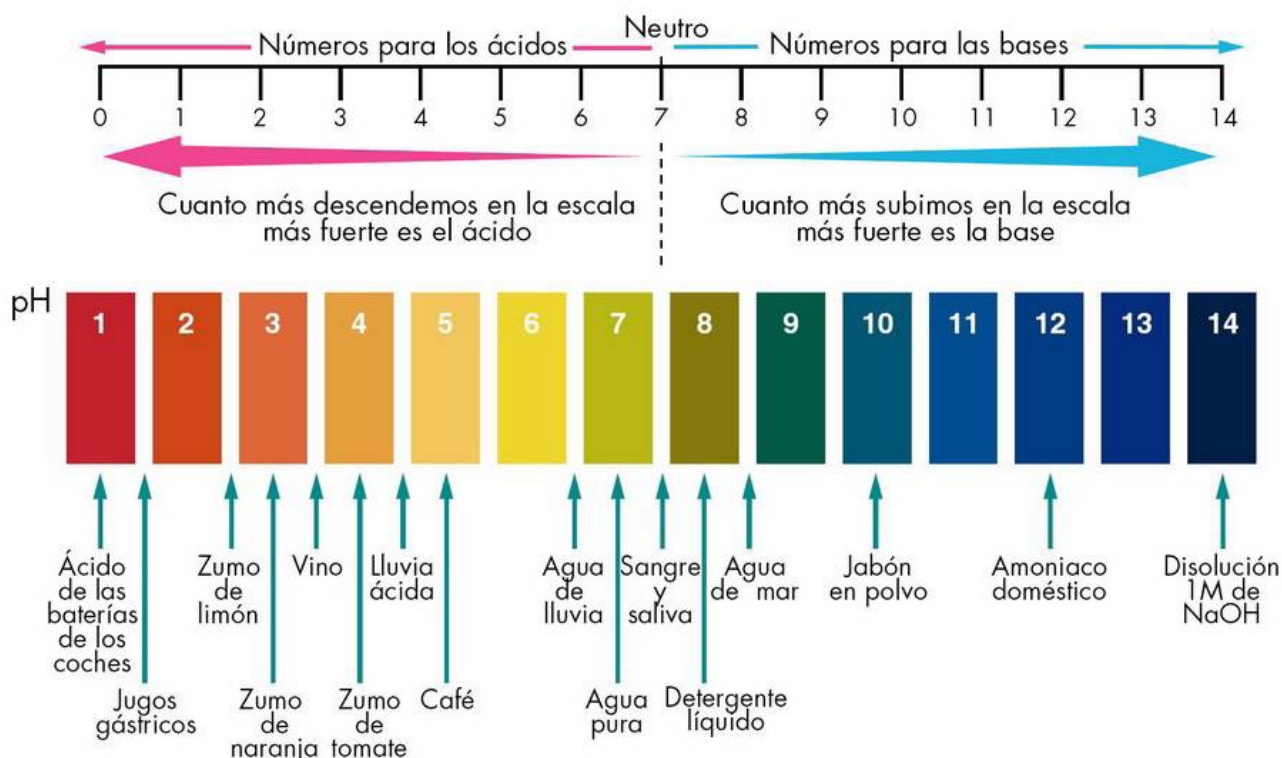 Neutro
Números para los ácidos
Números para las bases
0 1 2 3 4 5 6 7 8 9 10 11 12 13 14
Cuanto más descendemos en la escala
más fuerte es el ácido
Cuanto más subimos en la escala
más fuerte es la base
pH
1 2 3 4 5 6 7 8 9 10 11 12 13 14
Ácido
de las
baterías
de los
coches
Jugos
gástricos
Zumo
de
limón
Zumo
de
naranja
Vino
Zumo
de
tomate
Lluvia
ácida
Café
Agua
de
lluvia
Agua
pura
Sangre
y
saliva
Detergente
líquido
Agua
de mar
Jabón
en polvo
Amoniaco
doméstico
Disolución
1M de
NaOH